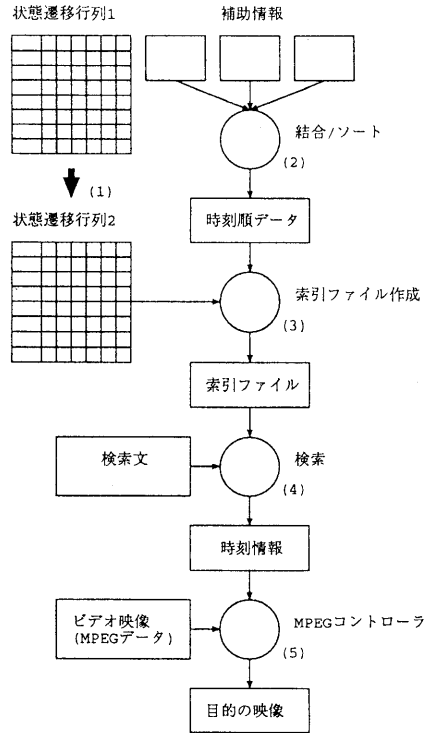 状態遷移行列1
補助情報
結合/ソート
(2)
(1)
時刻順データ
状態遷移行列2
索引ファイル作成
(3)
索引ファイル
検索文
検索
(4)
時刻情報
ビデオ映像
(MPEGデータ)
MPEGコントローラ
(5)
目的の映像